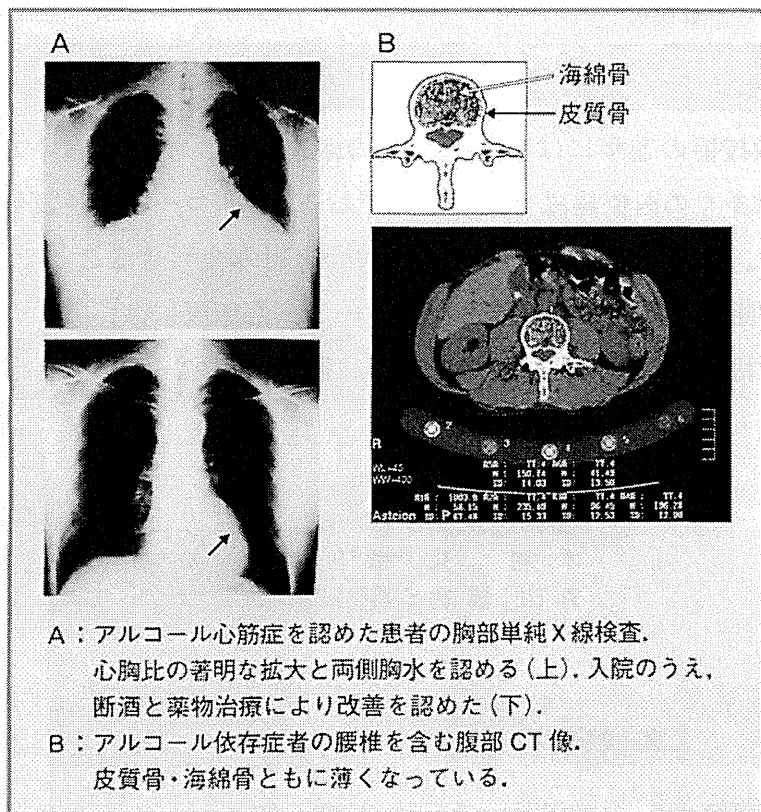 A
B
海綿骨
皮質骨
2
3
R
Asteion
P
A：アルコール心筋症を認めた患者の胸部単純X線検査．
心胸比の著明な拡大と両側胸水を認める（上）．入院のうえ，
断酒と薬物治療により改善を認めた（下）．
B：アルコール依存症者の腰椎を含む腹部 CT 像．
皮質骨・海綿骨ともに薄くなっている．